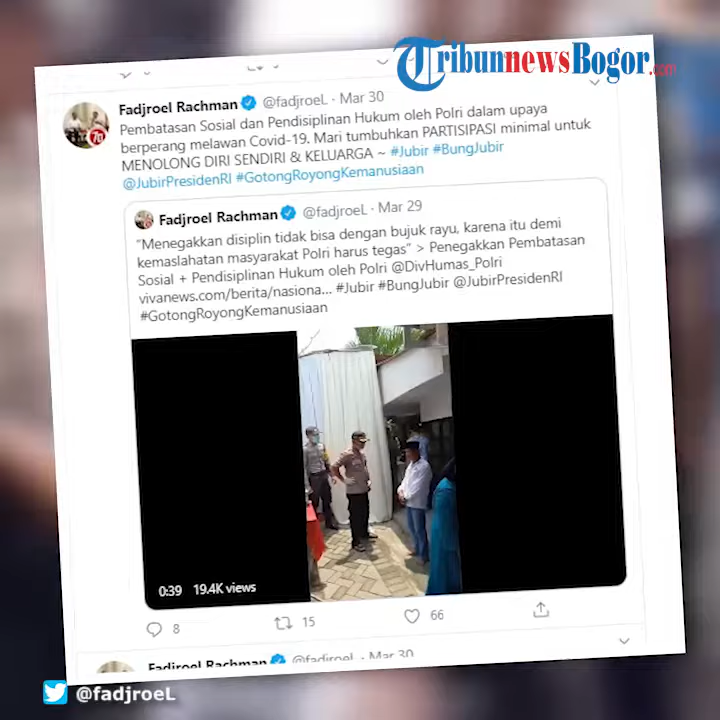 TribunnewsBogor.com
Fadjroel Rachman @fadjroeL · Mar 30
Pembatasan Sosial dan Pendisiplinan Hukum oleh Polri dalam upaya
berperang melawan Covid-19. Mari tumbuhkan PARTISIPASI minimal untuk
MENOLONG DIRI SENDIRI & KELUARGA ~ #Jubir #BungJubir
@JubirPresidenRI #GotongRoyongKemanusiaan
Fadjroel Rachman @fadjroeL · Mar 29
"Menegakkan disiplin tidak bisa dengan bujuk rayu, karena itu demi
kemaslahatan masyarakat Polri harus tegas" > Penegakkan Pembatasan
Sosial + Pendisiplinan Hukum oleh Polri @DivHumas_Polri
vivanews.com/berita/nasiona... #Jubir #BungJubir @JubirPresidenRI
#GotongRoyongKemanusiaan
0:39 19.4K views
8 15 66
Fadjroel Rachman @fadjroeL · Mar 30
@fadjroeL